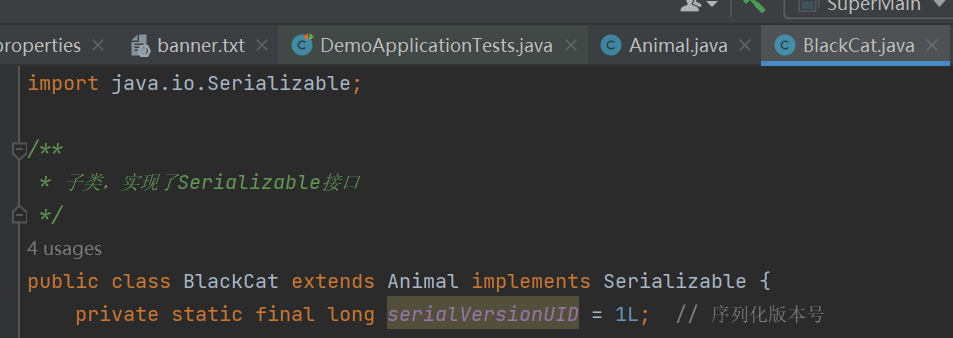 SuperMain
properties banner.txt DemoApplicationTests.java Animal.java BlackCat.java
import java.io.Serializable;
/**
* 子类，实现了Serializable接口
*/
4 usages
public class BlackCat extends Animal implements Serializable {
private static final long serialVersionUID = 1L; // 序列化版本号